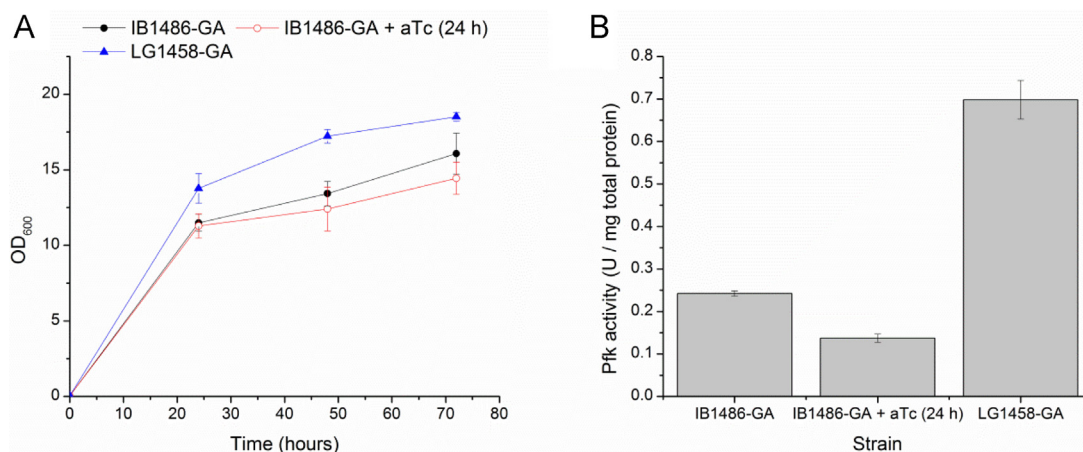 A
IB1486-GA
IB1486-GA + aTc (24 h)
LG1458-GA
20
15
10
5
0
OD600
0 10 20 30 40 50 60 70 80
Time (hours)
B
0.8
0.7
0.6
0.5
0.4
0.3
0.2
0.1
0.0
Pfk activity (U / mg total protein)
IB1486-GA IB1486-GA + aTc (24 h) LG1458-GA
Strain